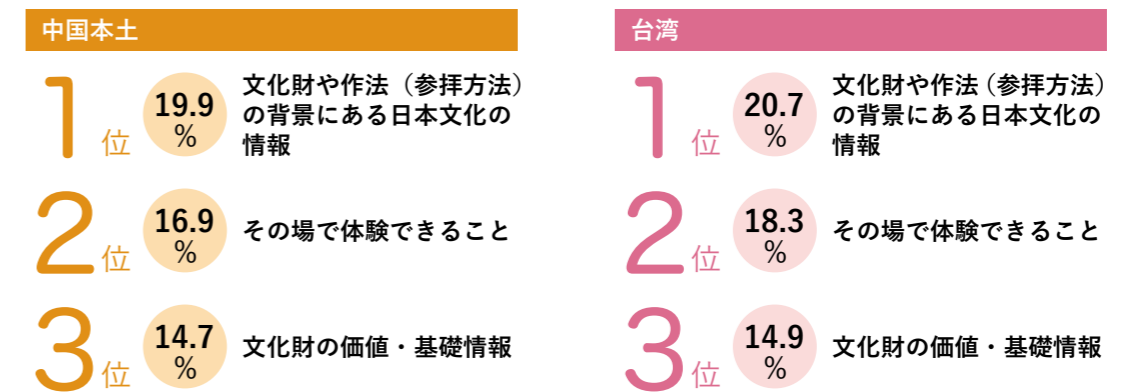 中国本土
1位 19.9% 文化財や作法（参拝方法）
の背景にある日本文化の
情報
2位 16.9% その場で体験できること
3位 14.7% 文化財の価値・基礎情報
台湾
1位 20.7% 文化財や作法（参拝方法）
の背景にある日本文化の
情報
2位 18.3% その場で体験できること
3位 14.9% 文化財の価値・基礎情報